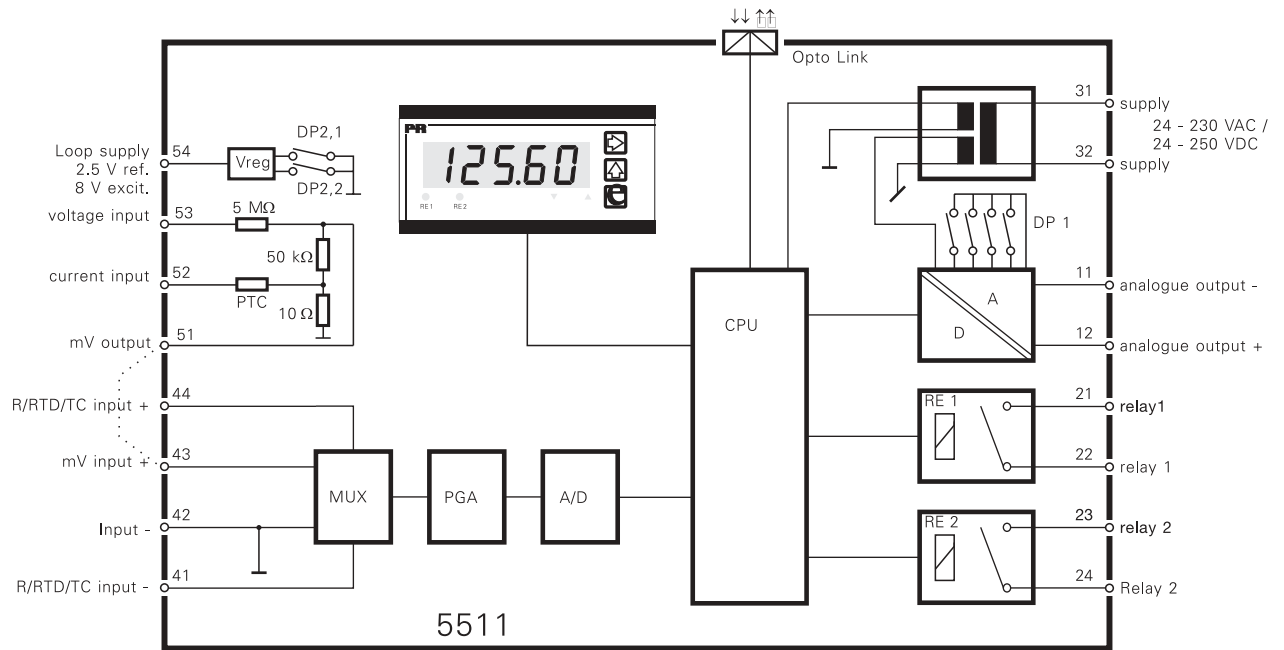 Opto Link
PR
125.60
RE1 RE2
Loop supply
2.5 V ref.
8 V excit.
54
Vreg
DP2,1
DP2,2
voltage input
53
5 MΩ
50 kΩ
current input
52
PTC
10 Ω
mV output
51
R/RTD/TC input +
44
mV input +
43
Input -
42
R/RTD/TC input -
41
MUX
PGA
A/D
CPU
31
supply
24 - 230 VAC /
24 - 250 VDC
32
supply
DP 1
A
D
11
analogue output -
12
analogue output +
RE 1
21
relay1
22
relay 1
RE 2
23
relay 2
24
Relay 2
5511